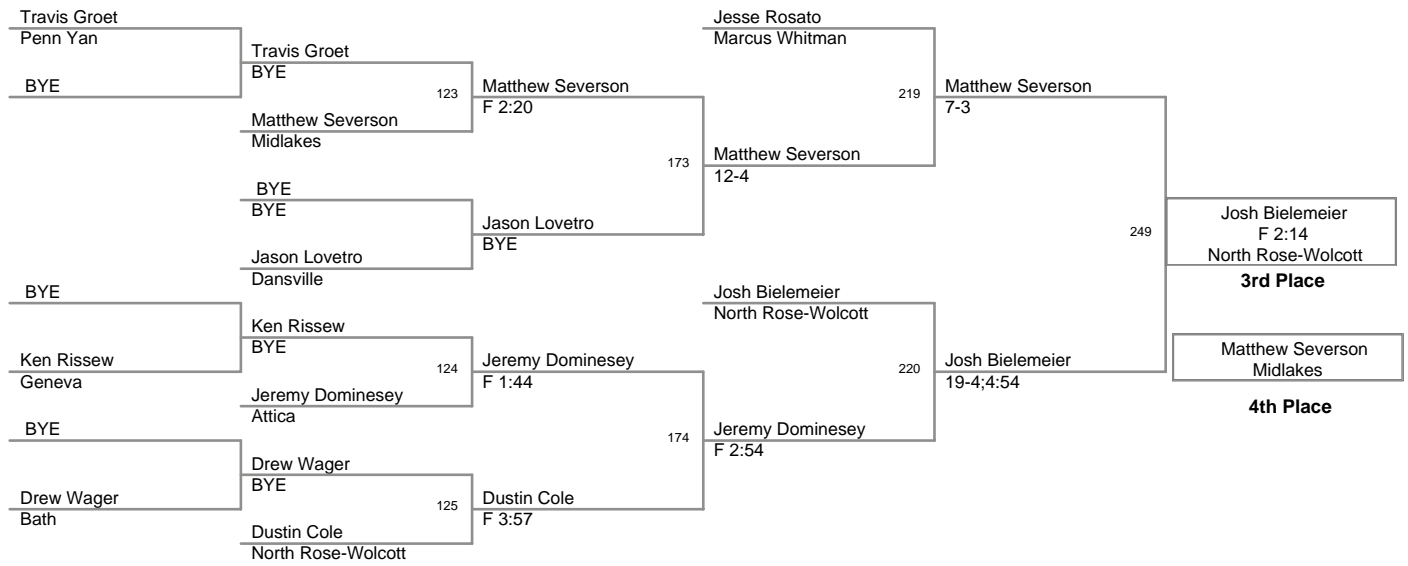 Travis Groet
Penn Yan
BYE
BYE
Ken Rissew
Geneva
BYE
Drew Wager
Bath
Travis Groet
BYE
123
Matthew Severson
Midlakes
BYE
BYE
Jason Lovetro
Dansville
Ken Rissew
BYE
124
Jeremy Dominesey
Attica
Drew Wager
BYE
125
Dustin Cole
North Rose-Wolcott
Matthew Severson
F 2:20
173
Jason Lovetro
BYE
Jeremy Dominesey
F 1:44
174
Dustin Cole
F 3:57
Jesse Rosato
Marcus Whitman
219
Matthew Severson
12-4
Josh Bielemeier
North Rose-Wolcott
220
Jeremy Dominesey
F 2:54
Matthew Severson
7-3
249
Josh Bielemeier
19-4;4:54
Josh Bielemeier
F 2:14
North Rose-Wolcott
3rd Place
Matthew Severson
Midlakes
4th Place